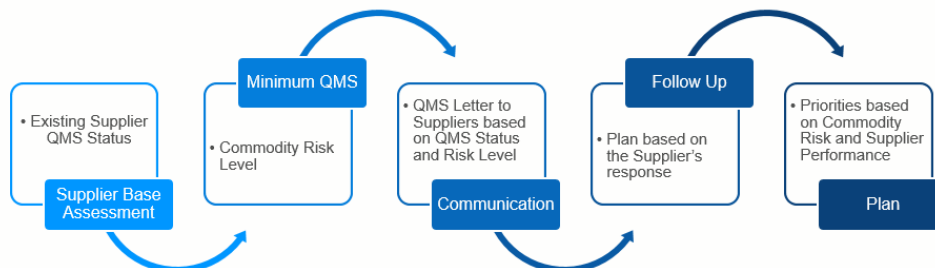 • Existing Supplier
QMS Status
Supplier Base
Assessment
Minimum QMS
• Commodity Risk
Level
• QMS Letter to
Suppliers based
on QMS Status
and Risk Level
Communication
Follow Up
• Plan based on
the Supplier's
response
• Priorities based
on Commodity
Risk and Supplier
Performance
Plan